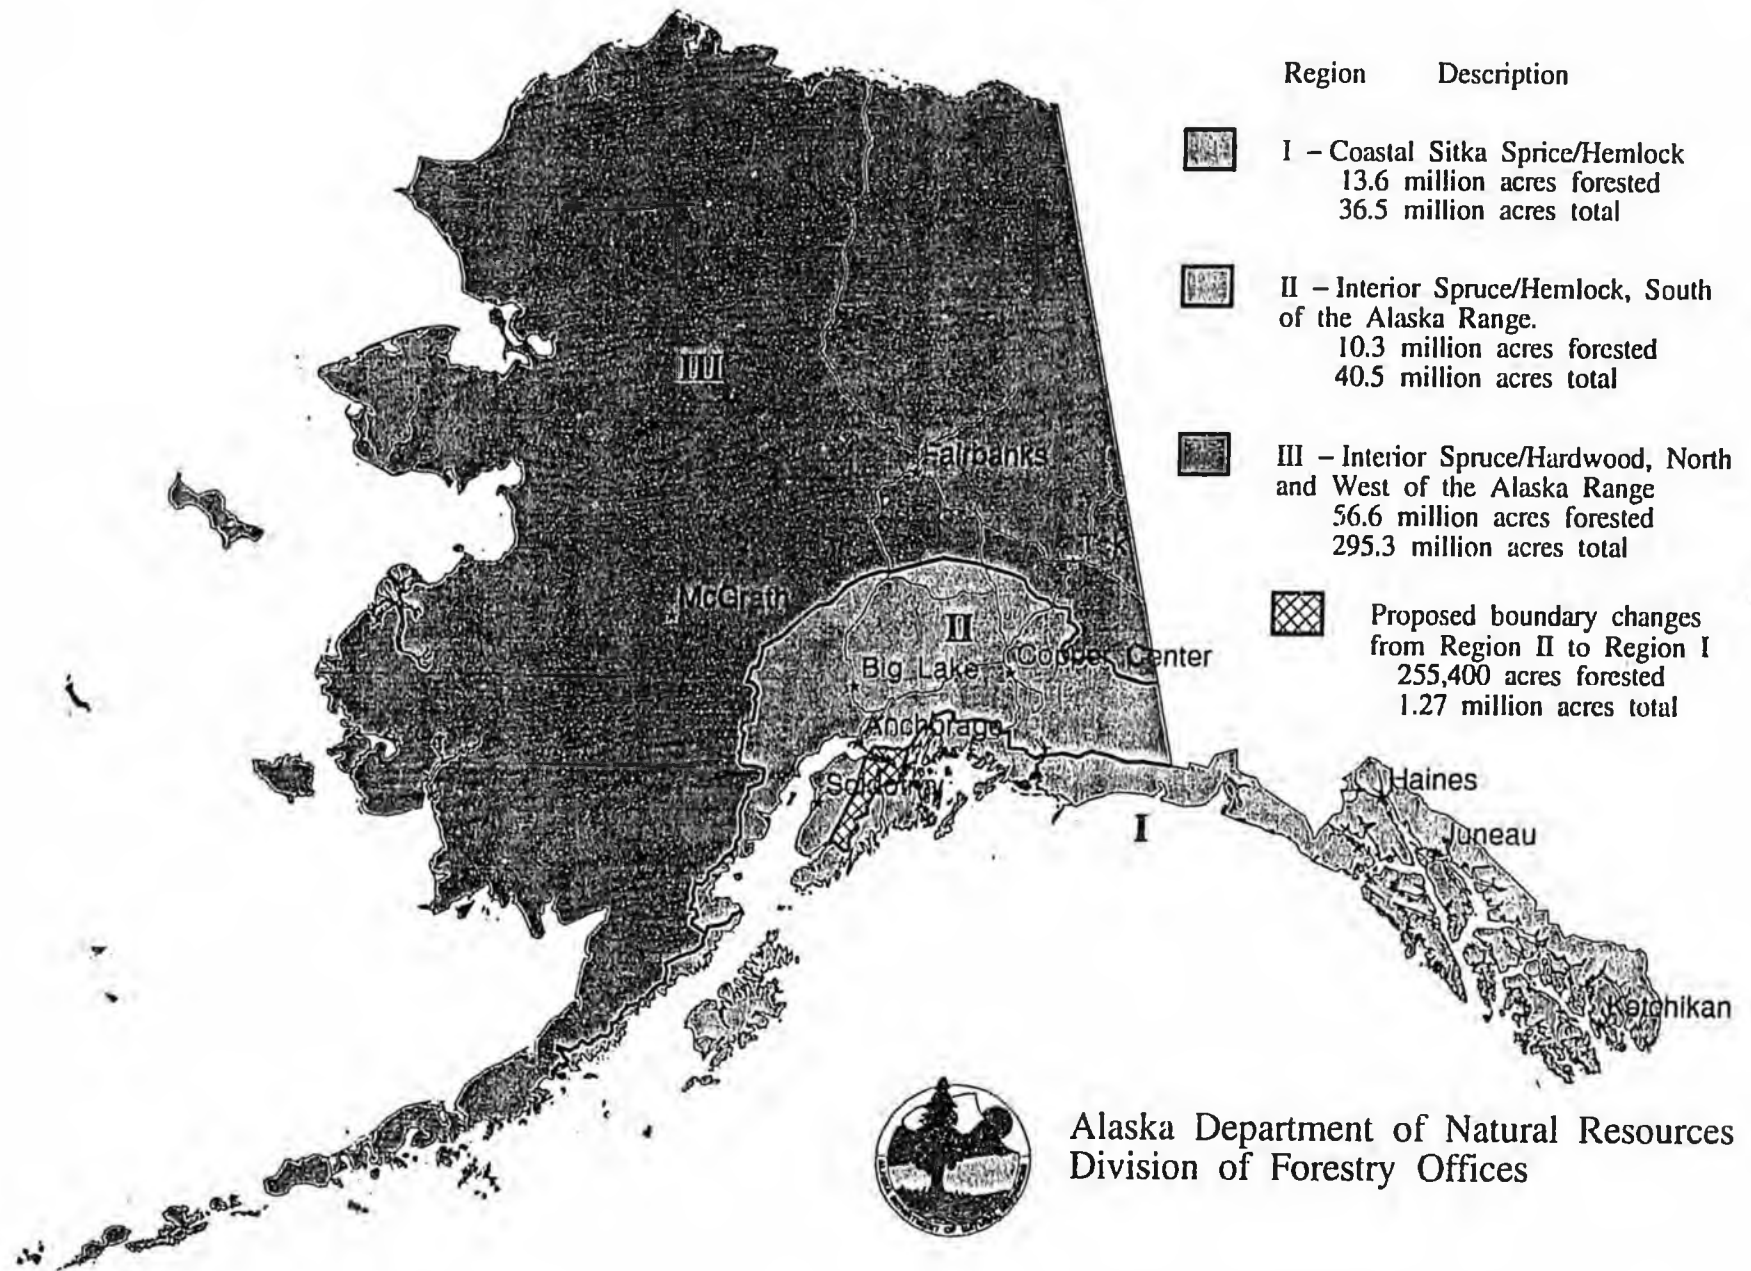 Region Description
I – Coastal Sitka Sprice/Hemlock
13.6 million acres forested
36.5 million acres total
II – Interior Spruce/Hemlock, South
of the Alaska Range.
10.3 million acres forested
40.5 million acres total
III – Interior Spruce/Hardwood, North
and West of the Alaska Range
56.6 million acres forested
295.3 million acres total
Proposed boundary changes
from Region II to Region I
255,400 acres forested
1.27 million acres total
III
Fairbanks
McGrath
II
Big Lake
Copper Center
Anchorage
I
Haines
Juneau
Ketchikan
Alaska Department of Natural Resources
Division of Forestry Offices